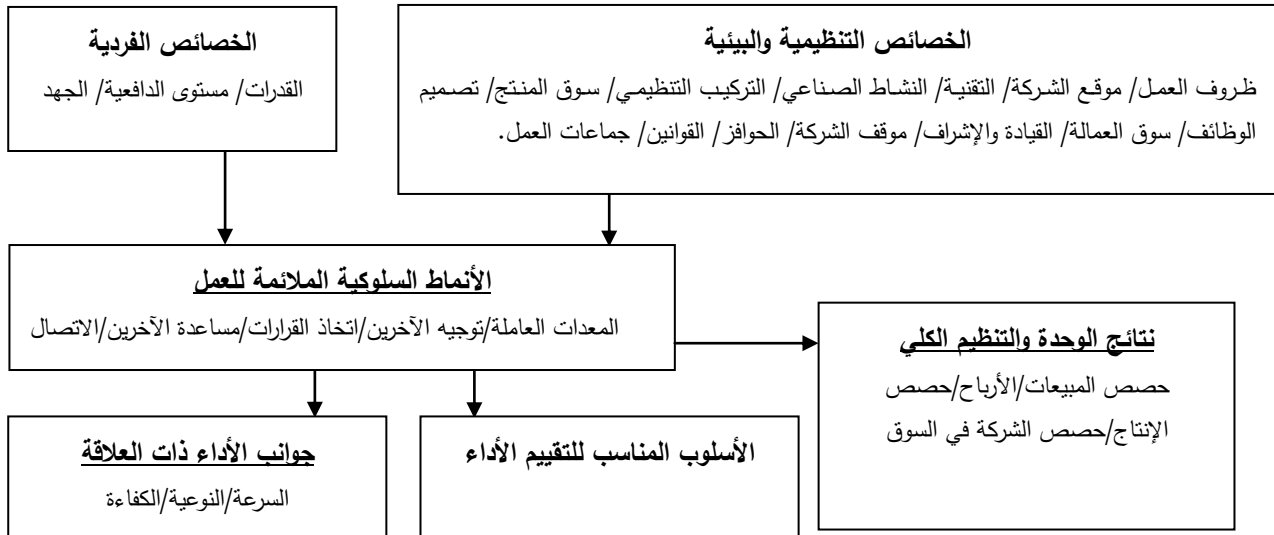 الخصائص التنظيمية والبيئية
ظروف العمل/ موقع الشركة/ التقنية/ النشاط الصناعي/ التركيب التنظيمي/ سوق المنتج/ تصميم
الوظائف/ سوق العمالة/ القيادة والإشراف/ موقف الشركة/ الحوافز/ القوانين/ جماعات العمل.
الخصائص الفردية
القدرات/ مستوى الدافعية/ الجهد
الأنماط السلوكية الملائمة للعمل
المعدات العاملة/توجيه الآخرين/اتخاذ القرارات/مساعدة الآخرين/الاتصال
نتائج الوحدة والتنظيم الكلي
حصص المبيعات/الأرباح/حصص
الإنتاج/حصص الشركة في السوق
الأسلوب المناسب للتقييم الأداء
جوانب الأداء ذات العلاقة
السرعة/النوعية/الكفاءة